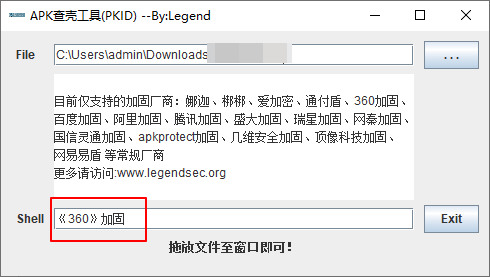 APK查壳工具(PKID) --By:Legend
File
C:\Users\admin\Downloads
...
目前仅支持的加固厂商：娜迦、梆梆、爱加密、通付盾、360加固、
百度加固、阿里加固、腾讯加固、盛大加固、瑞星加固、网秦加固、
国信灵通加固、apkprotect加固、几维安全加固、顶像科技加固、
网易易盾 等常规厂商
更多请访问:www.legendsec.org
Shell
《360》加固
Exit
拖放文件至窗口即可！